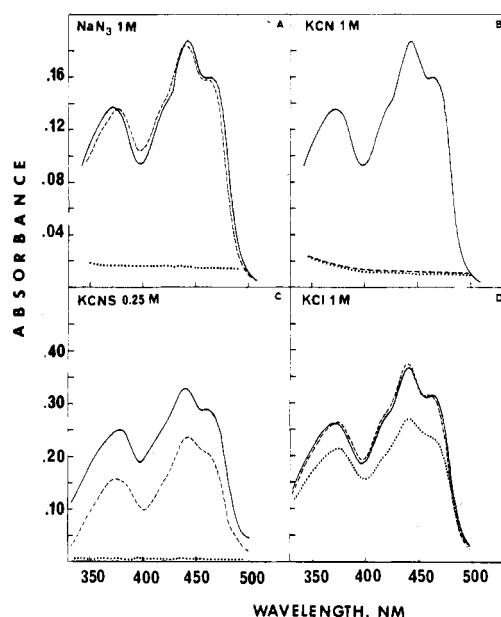 NaN3 1M
A
KCN 1M
B
.16
.12
.08
.04
ABSORBANCE
KCNS 0.25 M
C
KCl 1M
D
.40
.30
.20
.10
350 400 450 500
350 400 450 500
WAVELENGTH, NM